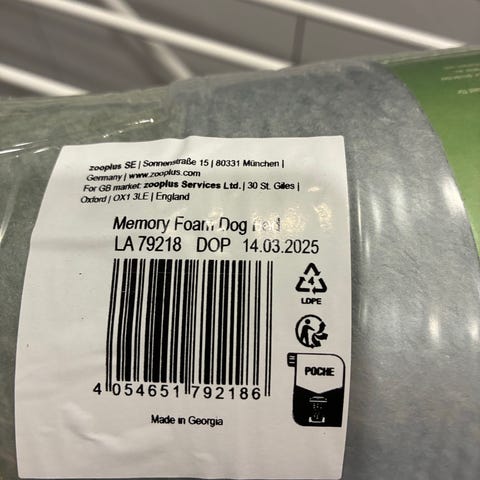 zooplus SE | Sonnenstraße 15 | 80331 München |
Germany | www.zooplus.com
For GB market: zooplus Services Ltd. | 30 St. Giles |
Oxford | OX1 3LE | England
Memory Foam Dog
LA 79218 DOP 14.03.2025
4
LDPE
POCHE
4 054651 792186
Made in Georgia